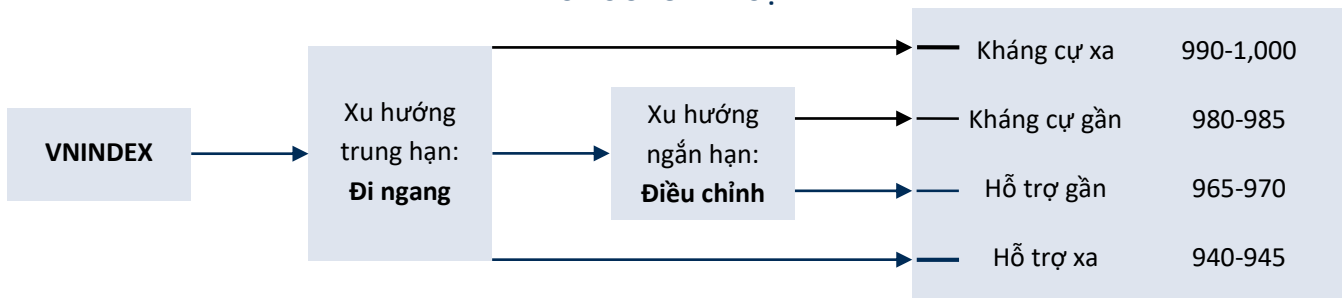 VNINDEX
Xu hướng
trung hạn:
Đi ngang
Xu hướng
ngắn hạn:
Điều chỉnh
Kháng cự xa 990-1,000
Kháng cự gần 980-985
Hỗ trợ gần 965-970
Hỗ trợ xa 940-945